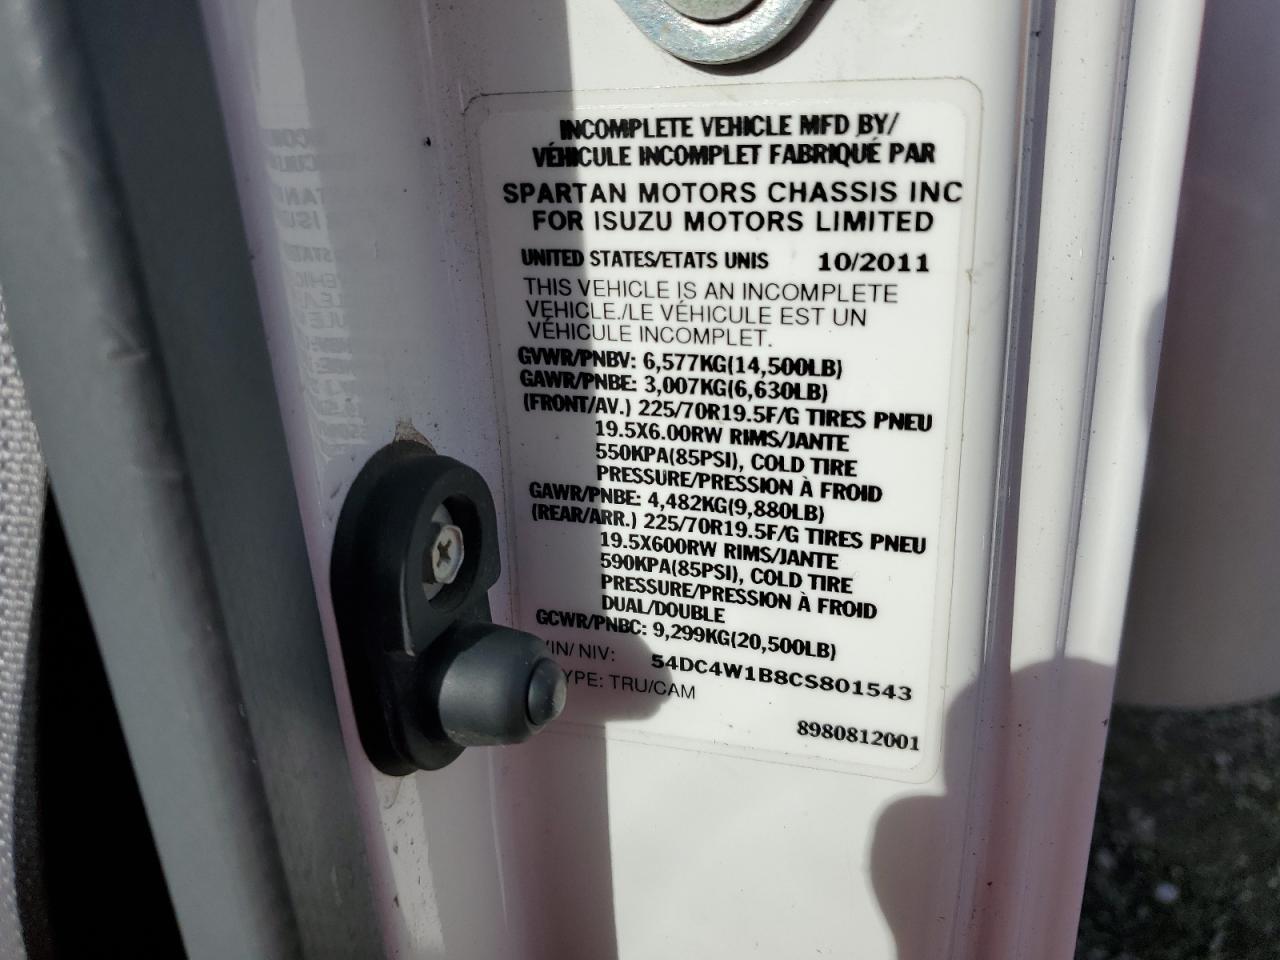 INCOMPLETE VEHICLE MFD BY/
VÉHICULE INCOMPLET FABRIQUÉ PAR
SPARTAN MOTORS CHASSIS INC
FOR ISUZU MOTORS LIMITED
UNITED STATES/ETATS UNIS 10/2011
THIS VEHICLE IS AN INCOMPLETE
VEHICLE./LE VÉHICULE EST UN
VÉHICULE INCOMPLET.
GVWR/PNBV: 6,577KG(14,500LB)
GAWR/PNBE: 3,007KG(6,630LB)
(FRONT/AV.) 225/70R19.5F/G TIRES PNEU
19.5X6.00RW RIMS/JANTE
550KPA(85PSI), COLD TIRE
PRESSURE/PRESSION À FROID
GAWR/PNBE: 4,482KG(9,880LB)
(REAR/ARR.) 225/70R19.5F/G TIRES PNEU
19.5X600RW RIMS/JANTE
590KPA(85PSI), COLD TIRE
PRESSURE/PRESSION À FROID
DUAL/DOUBLE
GCWR/PNBC: 9,299KG(20,500LB)
VIN/NIV: 54DC4W1B8CS801543
YPE: TRU/CAM
8980812001